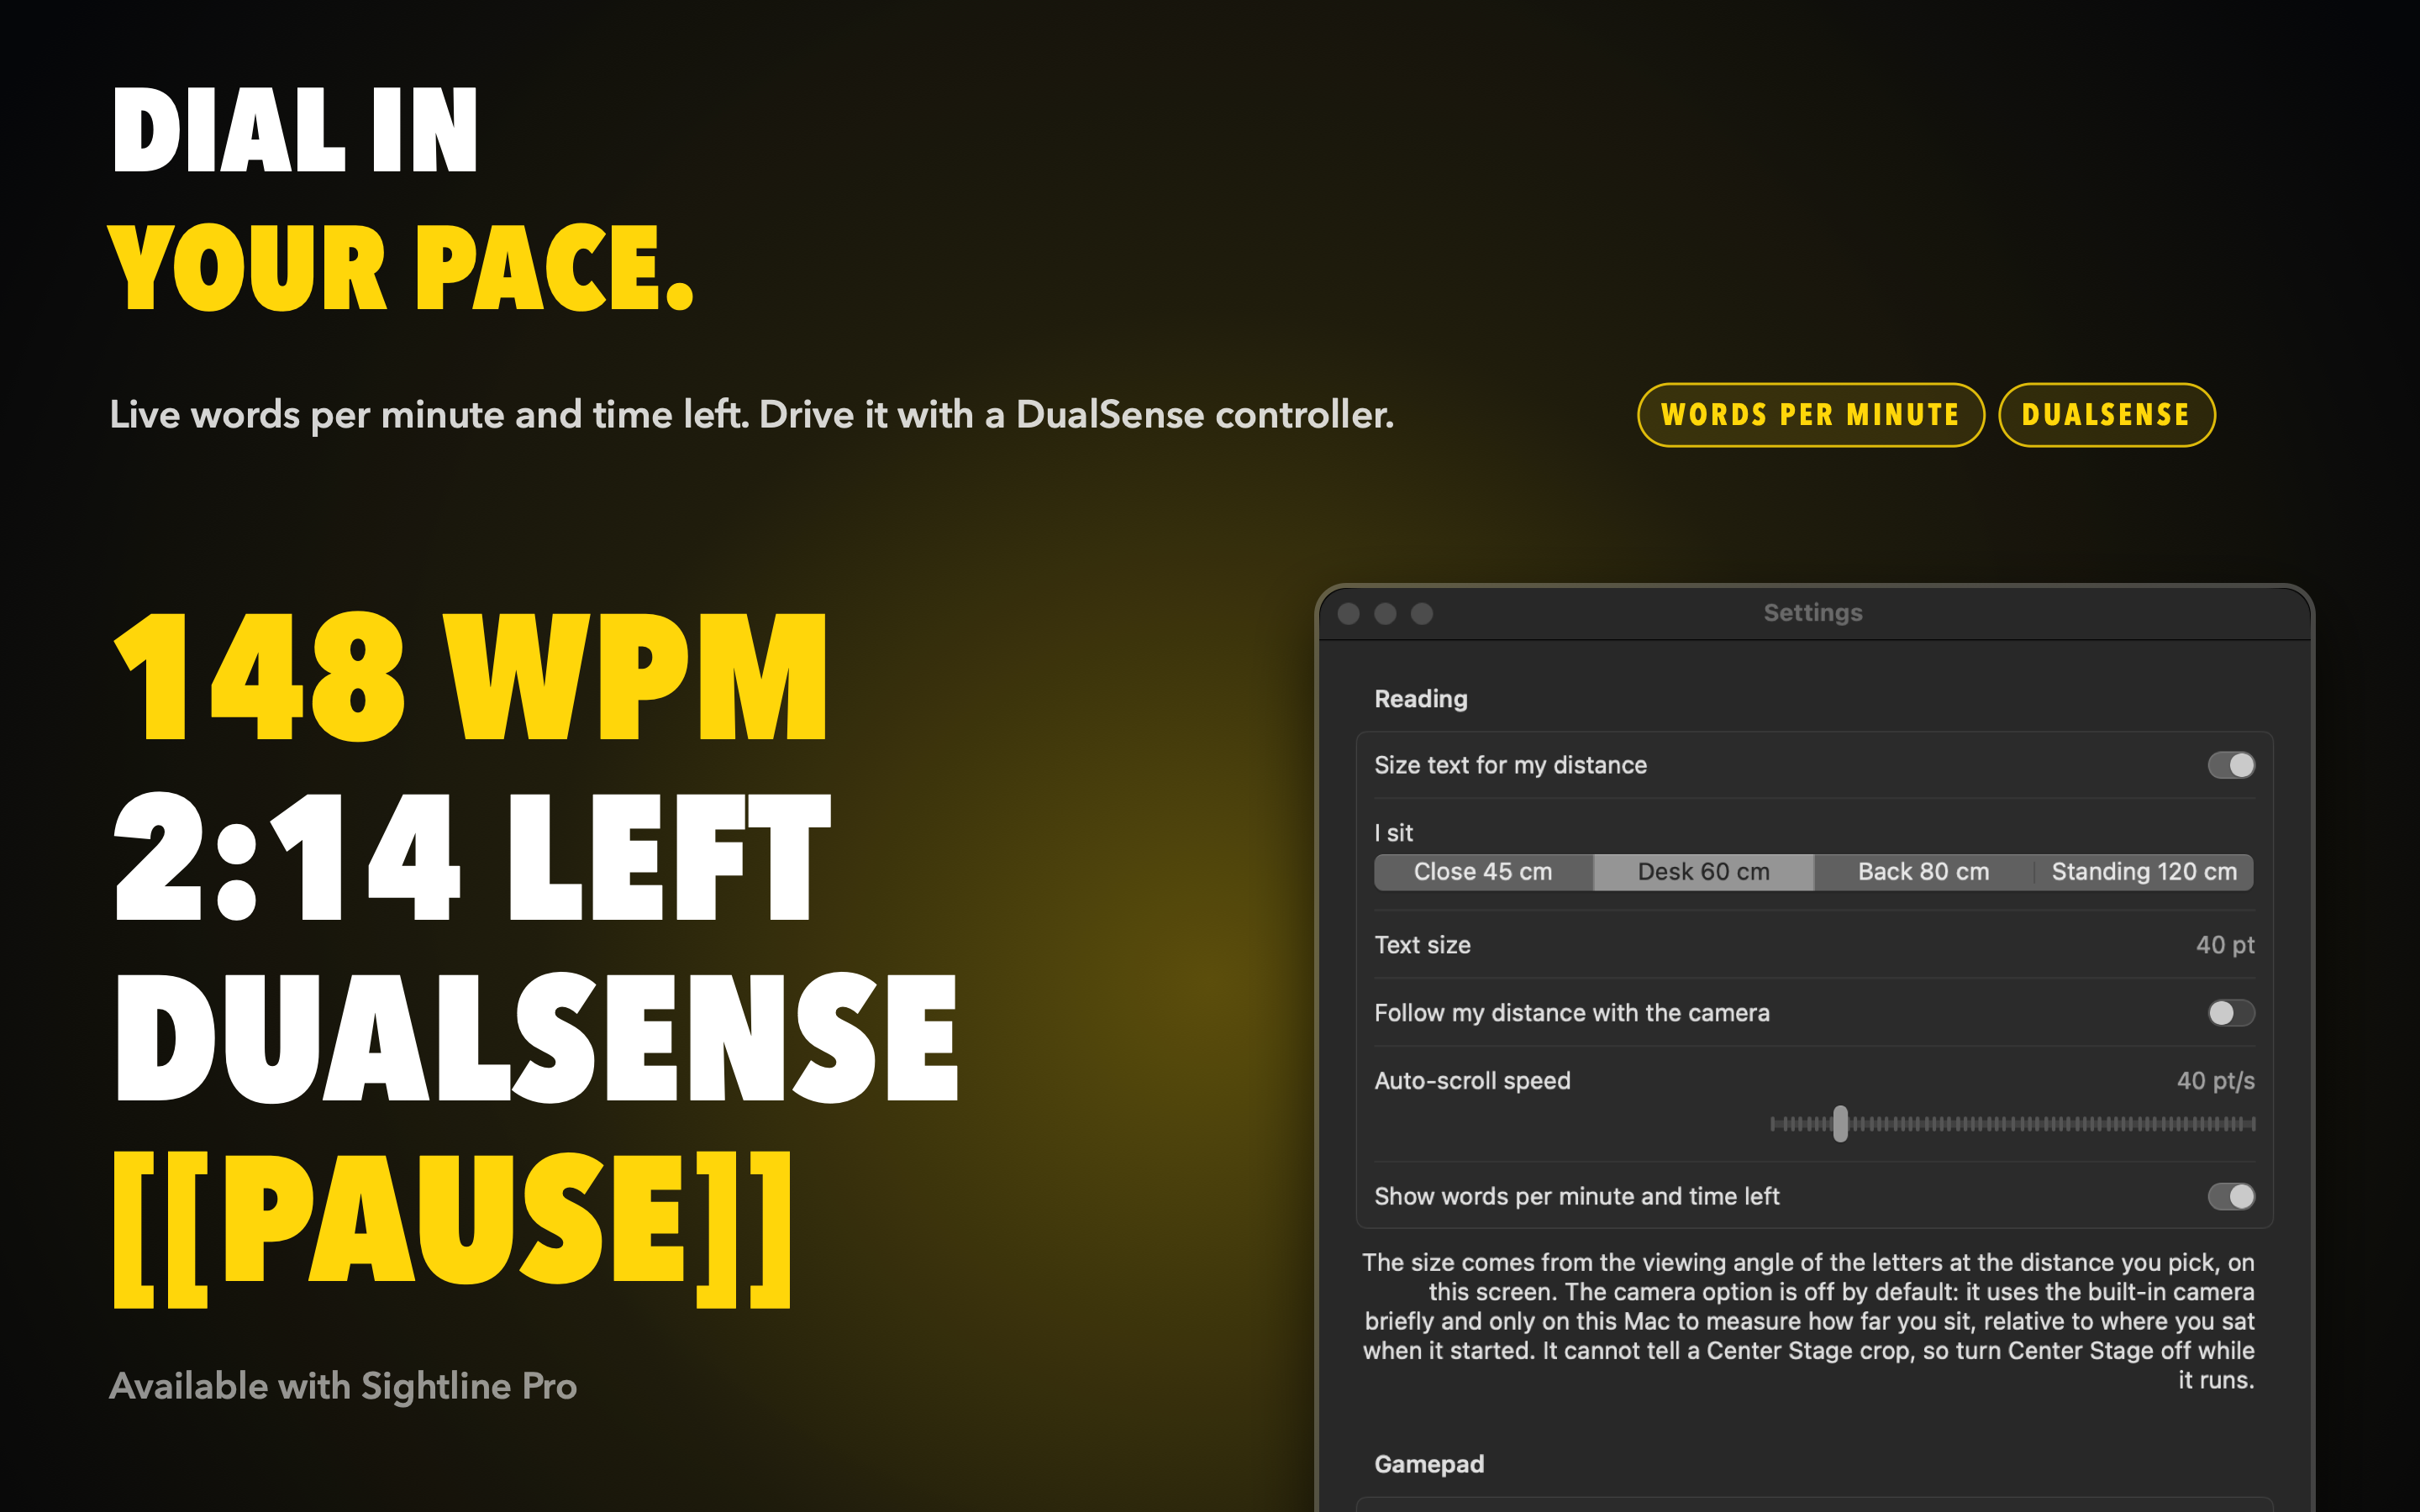 DIAL IN
YOUR PACE.
Live words per minute and time left. Drive it with a DualSense controller.
WORDS PER MINUTE
DUALSENSE
148 WPM
2:14 LEFT
DUALSENSE
[[PAUSE]]
Available with Sightline Pro
Settings
Reading
Size text for my distance
I sit
Close 45 cm
Desk 60 cm
Back 80 cm
Standing 120 cm
Text size
40 pt
Follow my distance with the camera
Auto-scroll speed
40 pt/s
Show words per minute and time left
The size comes from the viewing angle of the letters at the distance you pick, on
this screen. The camera option is off by default: it uses the built-in camera
briefly and only on this Mac to measure how far you sit, relative to where you sat
when it started. It cannot tell a Center Stage crop, so turn Center Stage off while
it runs.
Gamepad